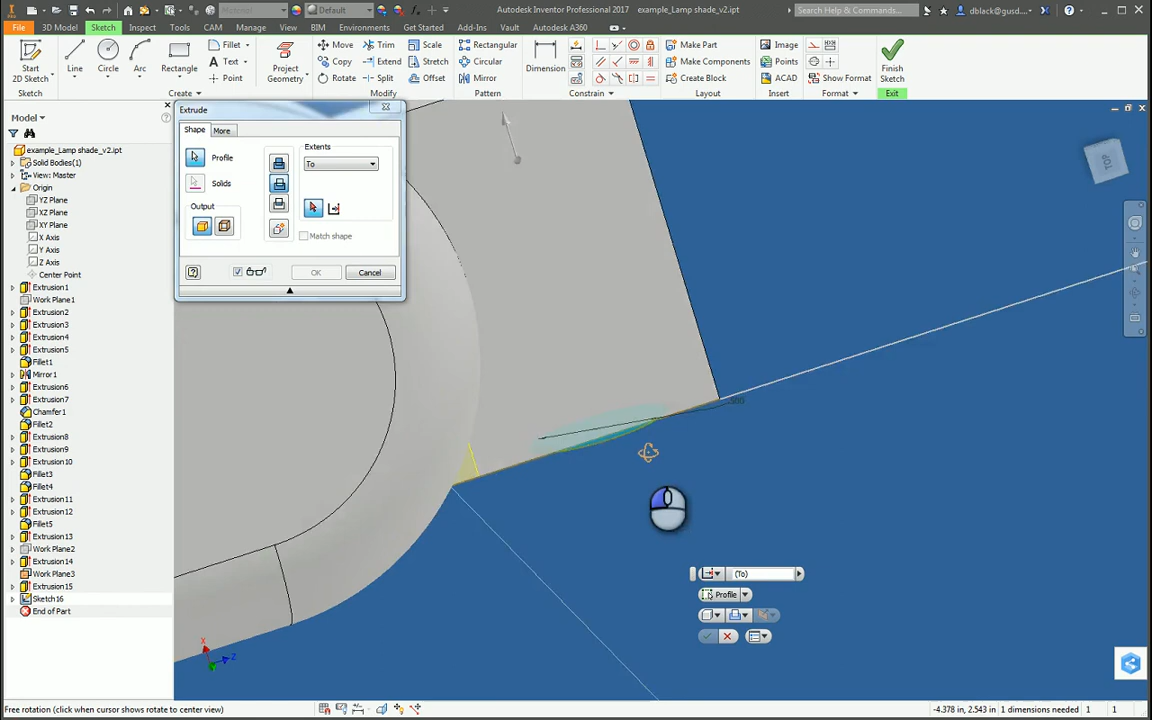 Material
Default
Autodesk Inventor Professional 2017   example_Lamp shade_v2.ipt
Search Help & Commands...
dblack@gusd...
File
3D Model
Sketch
Inspect
Tools
CAM
Manage
View
BIM
Environments
Get Started
Add-Ins
Vault
Autodesk A360
Start
2D Sketch
Line
Circle
Arc
Rectangle
Fillet
Text
Point
Project
Geometry
Move
Copy
Rotate
Trim
Extend
Split
Scale
Stretch
Offset
Rectangular
Circular
Mirror
Dimension
Make Part
Make Components
Create Block
Image
Points
ACAD
Show Format
Finish
Sketch
Sketch
Create
Modify
Pattern
Constrain
Layout
Insert
Format
Exit
Model
example_Lamp shade_v2.ipt
Solid Bodies(1)
View: Master
Origin
YZ Plane
XZ Plane
XY Plane
X Axis
Y Axis
Z Axis
Center Point
Extrusion1
Work Plane1
Extrusion2
Extrusion3
Extrusion4
Extrusion5
Fillet1
Mirror1
Extrusion6
Extrusion7
Chamfer1
Fillet2
Extrusion8
Extrusion9
Extrusion10
Fillet3
Fillet4
Extrusion11
Extrusion12
Fillet5
Extrusion13
Work Plane2
Extrusion14
Work Plane3
Extrusion15
Sketch16
End of Part
Extrude
Shape
More
Profile
Solids
Output
Extents
To
Match shape
OK
Cancel
TOP
(To)
Profile
X
Z
Free rotation (click when cursor shows rotate to center view)
-4.378 in, 2.543 in
1 dimensions needed
1
1